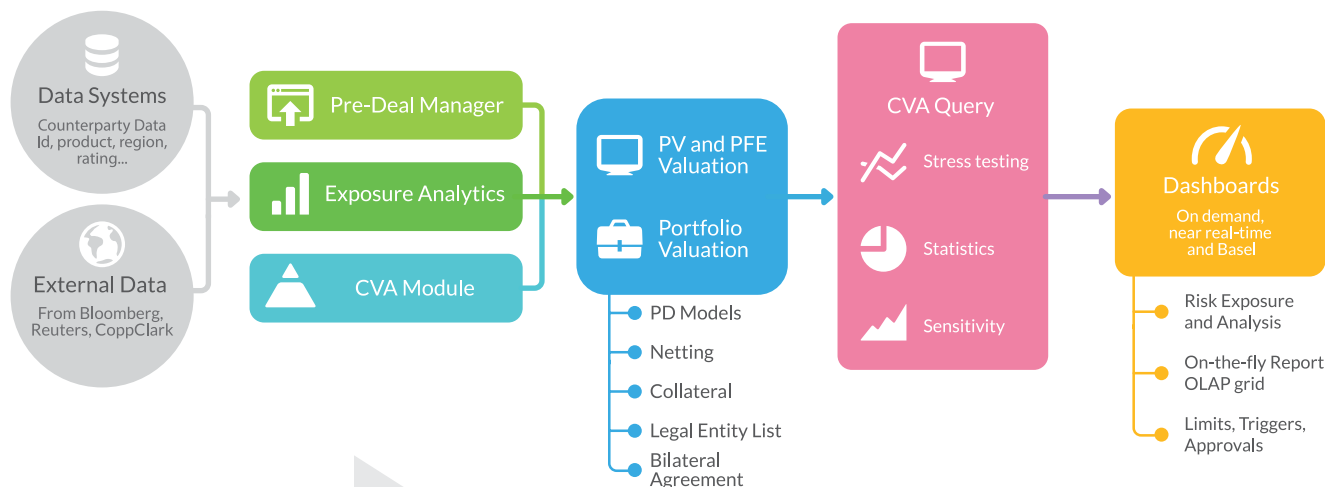 Data Systems
Counterparty Data
Id, product, region,
rating...
External Data
From Bloomberg,
Reuters, CoppClark
Pre-Deal Manager
Exposure Analytics
CVA Module
PV and PFE
Valuation
Portfolio
Valuation
PD Models
Netting
Collateral
Legal Entity List
Bilateral
Agreement
CVA Query
Stress testing
Statistics
Sensitivity
Dashboards
On demand,
near real-time
and Basel
Risk Exposure
and Analysis
On-the-fly Report
OLAP grid
Limits, Triggers,
Approvals